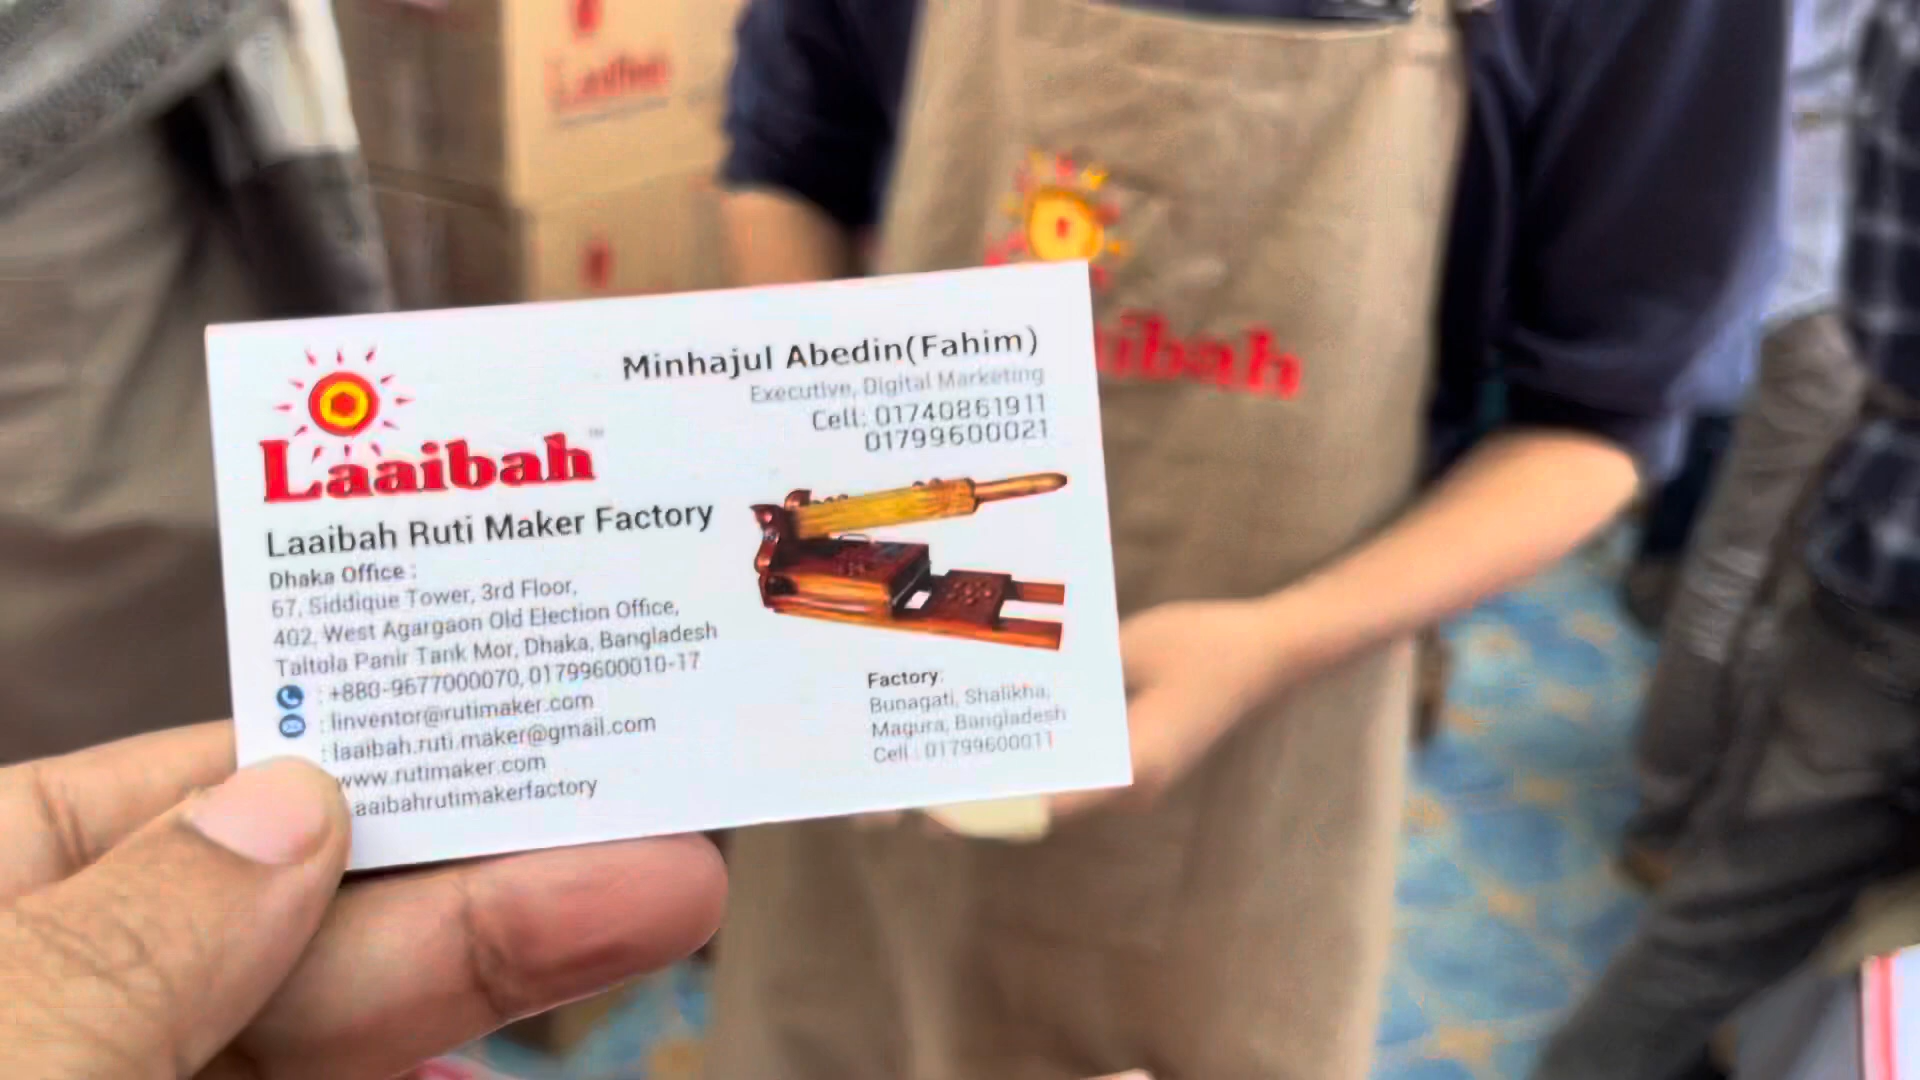 Laaibah
Laaibah™
Minhajul Abedin(Fahim)
Executive, Digital Marketing
Cell: 01740861911
01799600021
Laaibah Ruti Maker Factory
Dhaka Office :
67, Siddique Tower, 3rd Floor,
402, West Agargaon Old Election Office,
Taltola Panir Tank Mor, Dhaka, Bangladesh
: +880-9677000070, 01799600010-17
: linventor@rutimaker.com
: laaibah.ruti.maker@gmail.com
www.rutimaker.com
aaibahrutimakerfactory
Factory:
Bunagati, Shalikha,
Magura, Bangladesh
Cell : 01799600011
ibah